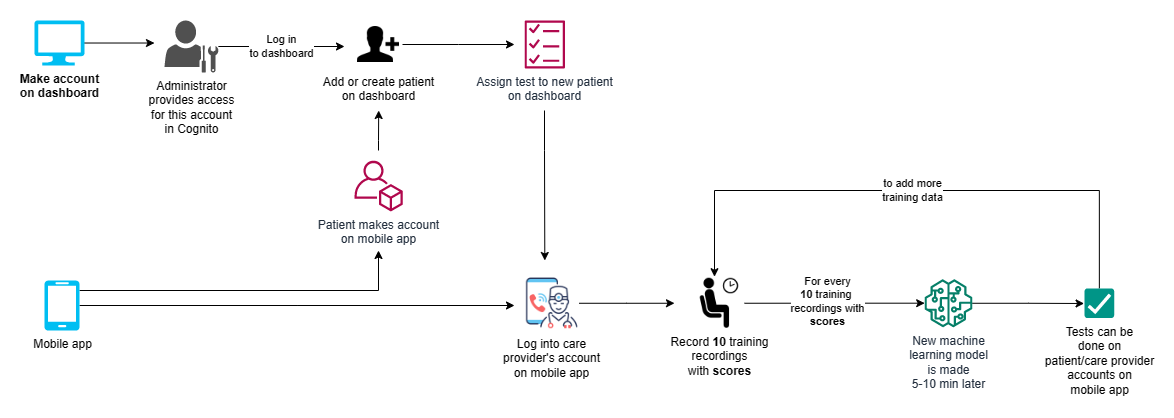 Make account
on dashboard
Administrator
provides access
for this account
in Cognito
Log in
to dashboard
Add or create patient
on dashboard
Assign test to new patient
on dashboard
Patient makes account
on mobile app
to add more
training data
Mobile app
Log into care
provider's account
on mobile app
Record 10 training
recordings
with scores
For every
10 training
recordings with
scores
New machine
learning model
is made
5-10 min later
Tests can be
done on
patient/care provider
accounts on
mobile app